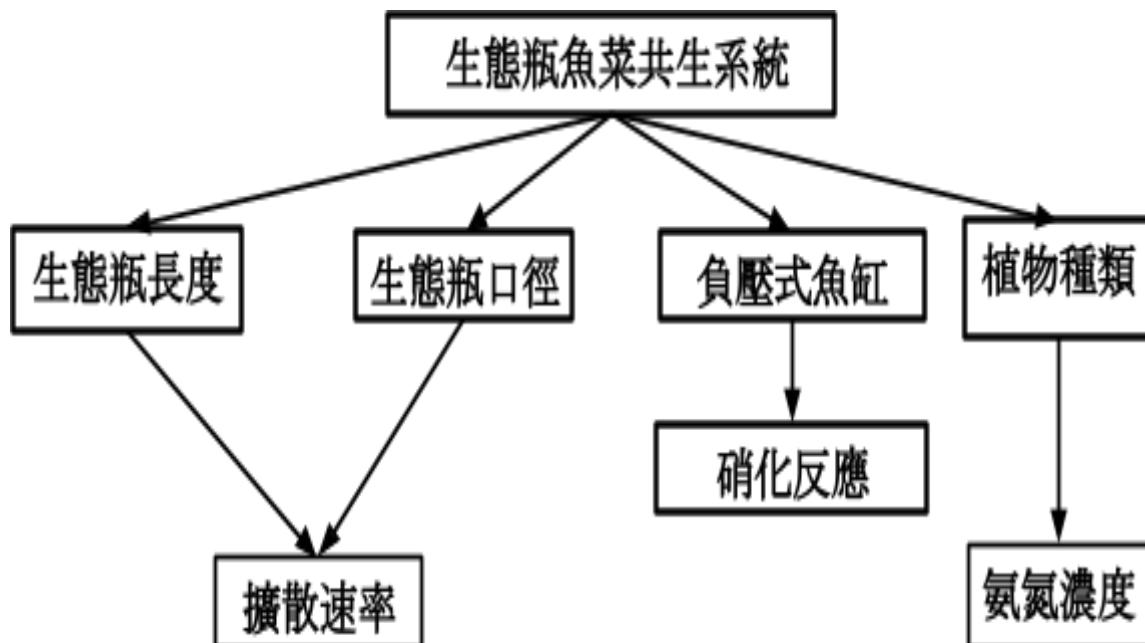 生態瓶魚菜共生系統
生態瓶長度
生態瓶口徑
負壓式魚缸
植物種類
硝化反應
擴散速率
氨氮濃度